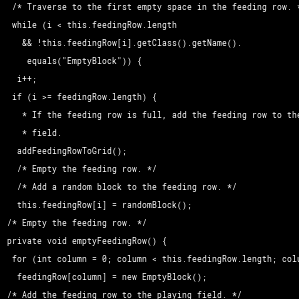 /* Traverse to the first empty space in the feeding row. *
while (i < this.feedingRow.length
&& !this.feedingRow[i].getClass().getName().
equals("EmptyBlock")) {
i++;
if (i >= feedingRow.length) {
* If the feeding row is full, add the feeding row to the
* field.
addFeedingRowToGrid();
/* Empty the feeding row. */
/* Add a random block to the feeding row. */
this.feedingRow[i] = randomBlock();
/* Empty the feeding row. */
private void emptyFeedingRow() {
for (int column = 0; column < this.feedingRow.length; colu
feedingRow[column] = new EmptyBlock();
/* Add the feeding row to the playing field. */